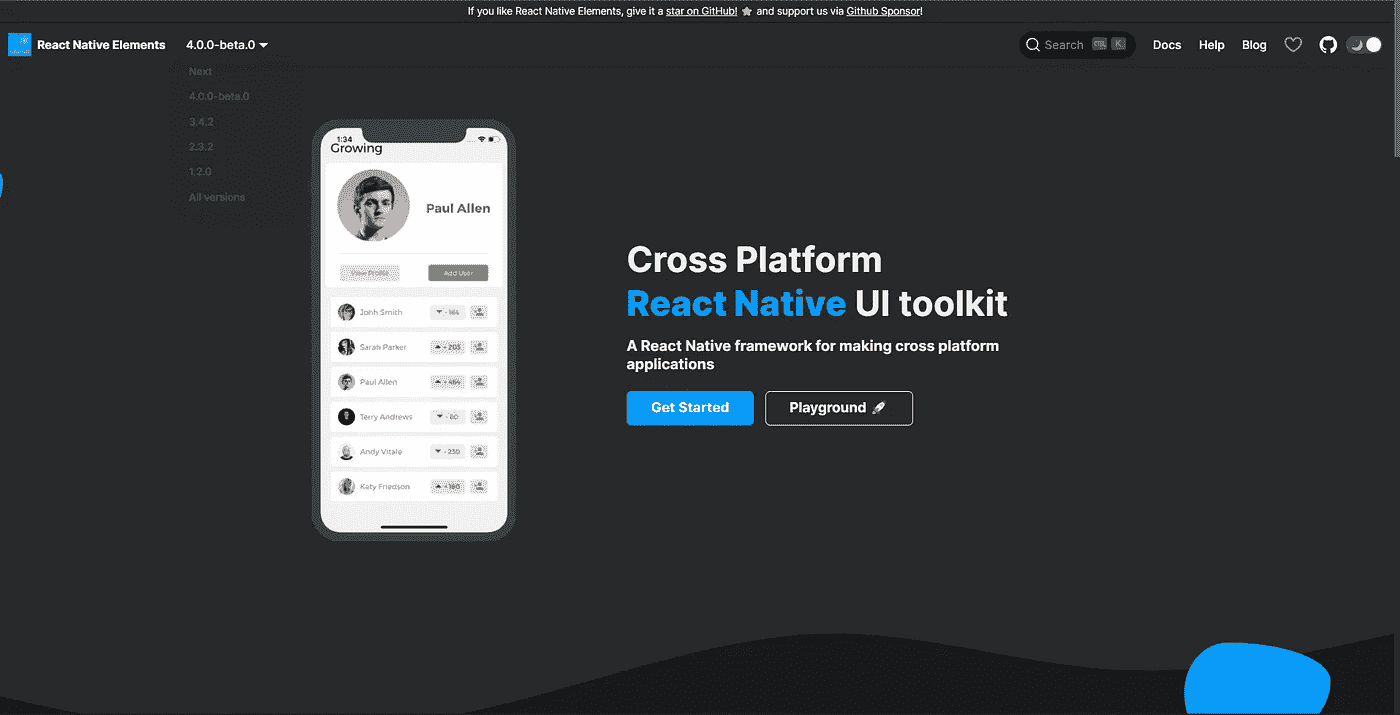 If you like React Native Elements, give it a star on GitHub! ⭐ and support us via Github Sponsor!
React Native Elements 4.0.0-beta.0 Search CTRL K Docs Help Blog
Next
4.0.0-beta.0
3.4.2
2.3.2
1.2.0
All versions
1:34
Growing
Paul Allen
View Profile Add User
Johh Smith - 164
Sarah Parker + 203
Paul Allen + 464
Terry Andrews - 80
Andy Vitale - 230
Katy Friedson + 160
Cross Platform
React Native UI toolkit
A React Native framework for making cross platform
applications
Get Started Playground 🚀